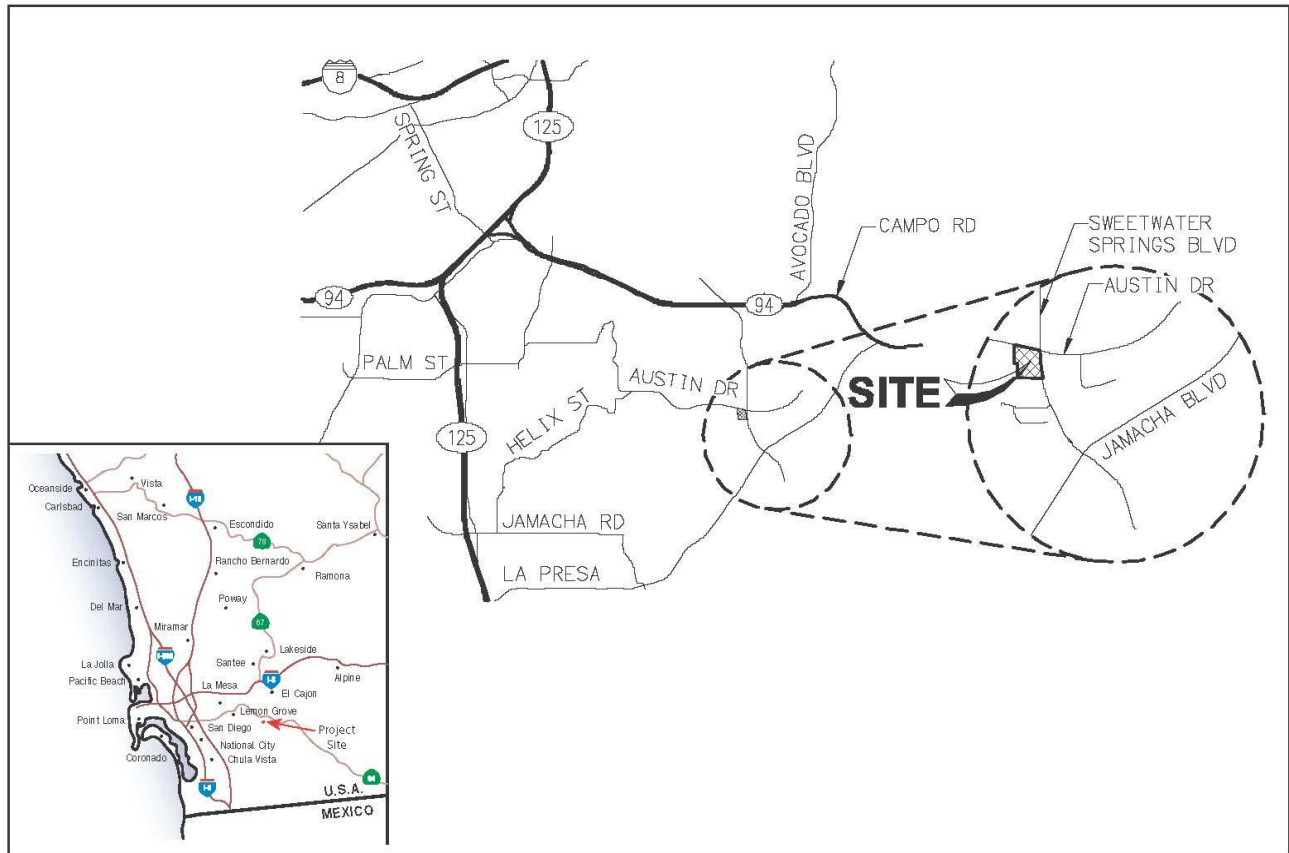 8
SPRING ST
125
AVOCADO BLVD
CAMPO RD
SWEETWATER
SPRINGS BLVD
AUSTIN DR
94
94
PALM ST
AUSTIN DR
SITE
HELIX ST
125
JAMACHA BLVD
JAMACHA RD
LA PRESA
Vista
Oceanside
Carlsbad
San Marcos
Escondido
Santa Ysabel
78
Encinitas
Rancho Bernardo
Ramona
Poway
Del Mar
67
Miramar
Lakeside
La Jolla
Santee
Alpine
Pacific Beach
La Mesa
I-8
El Cajon
Lemon Grove
Point Loma
San Diego
Project
Site
National City
Coronado
Chula Vista
94
I-5
U.S.A.
MEXICO